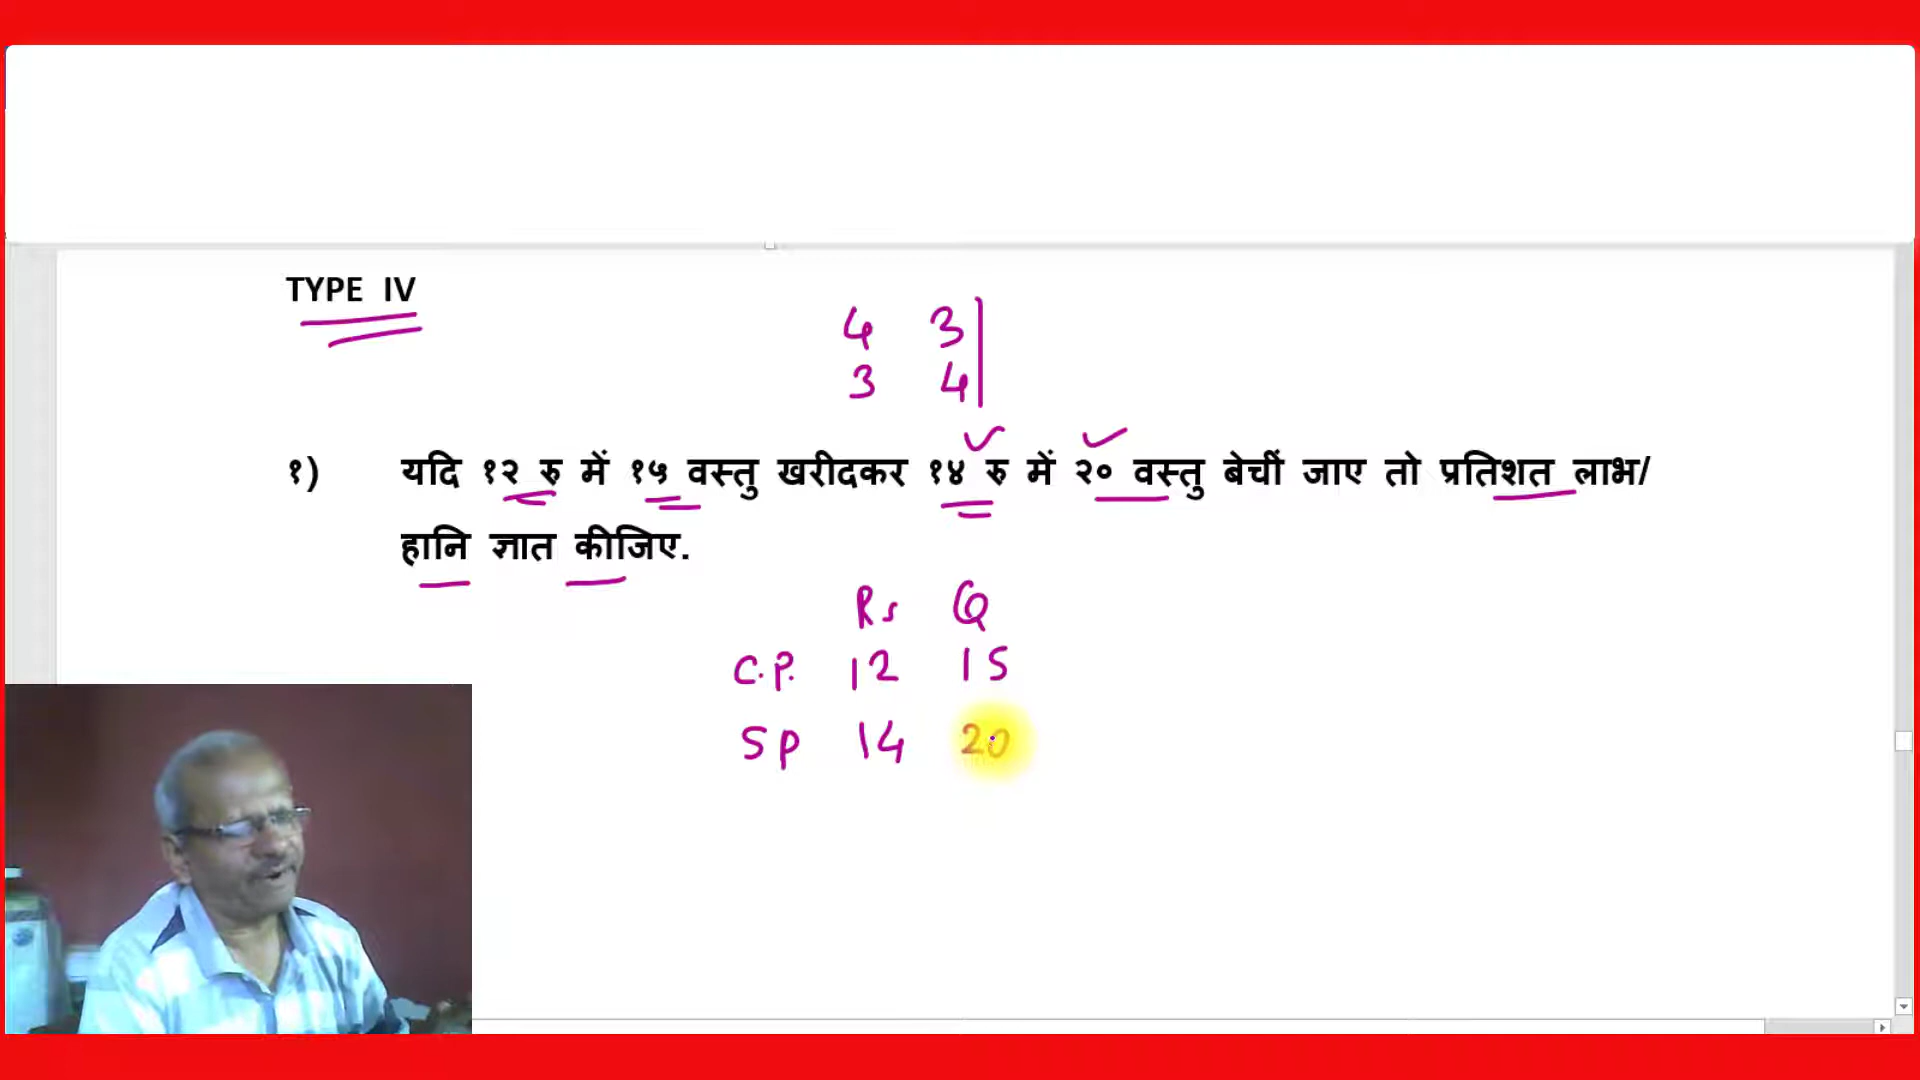 TYPE IV
4 3
3 4
१) यदि १२ रु में १५ वस्तु खरीदकर १४ रु में २० वस्तु बेचीं जाए तो प्रतिशत लाभ/
हानि ज्ञात कीजिए.
Rs Q
C.P. 12 15
SP 14 20